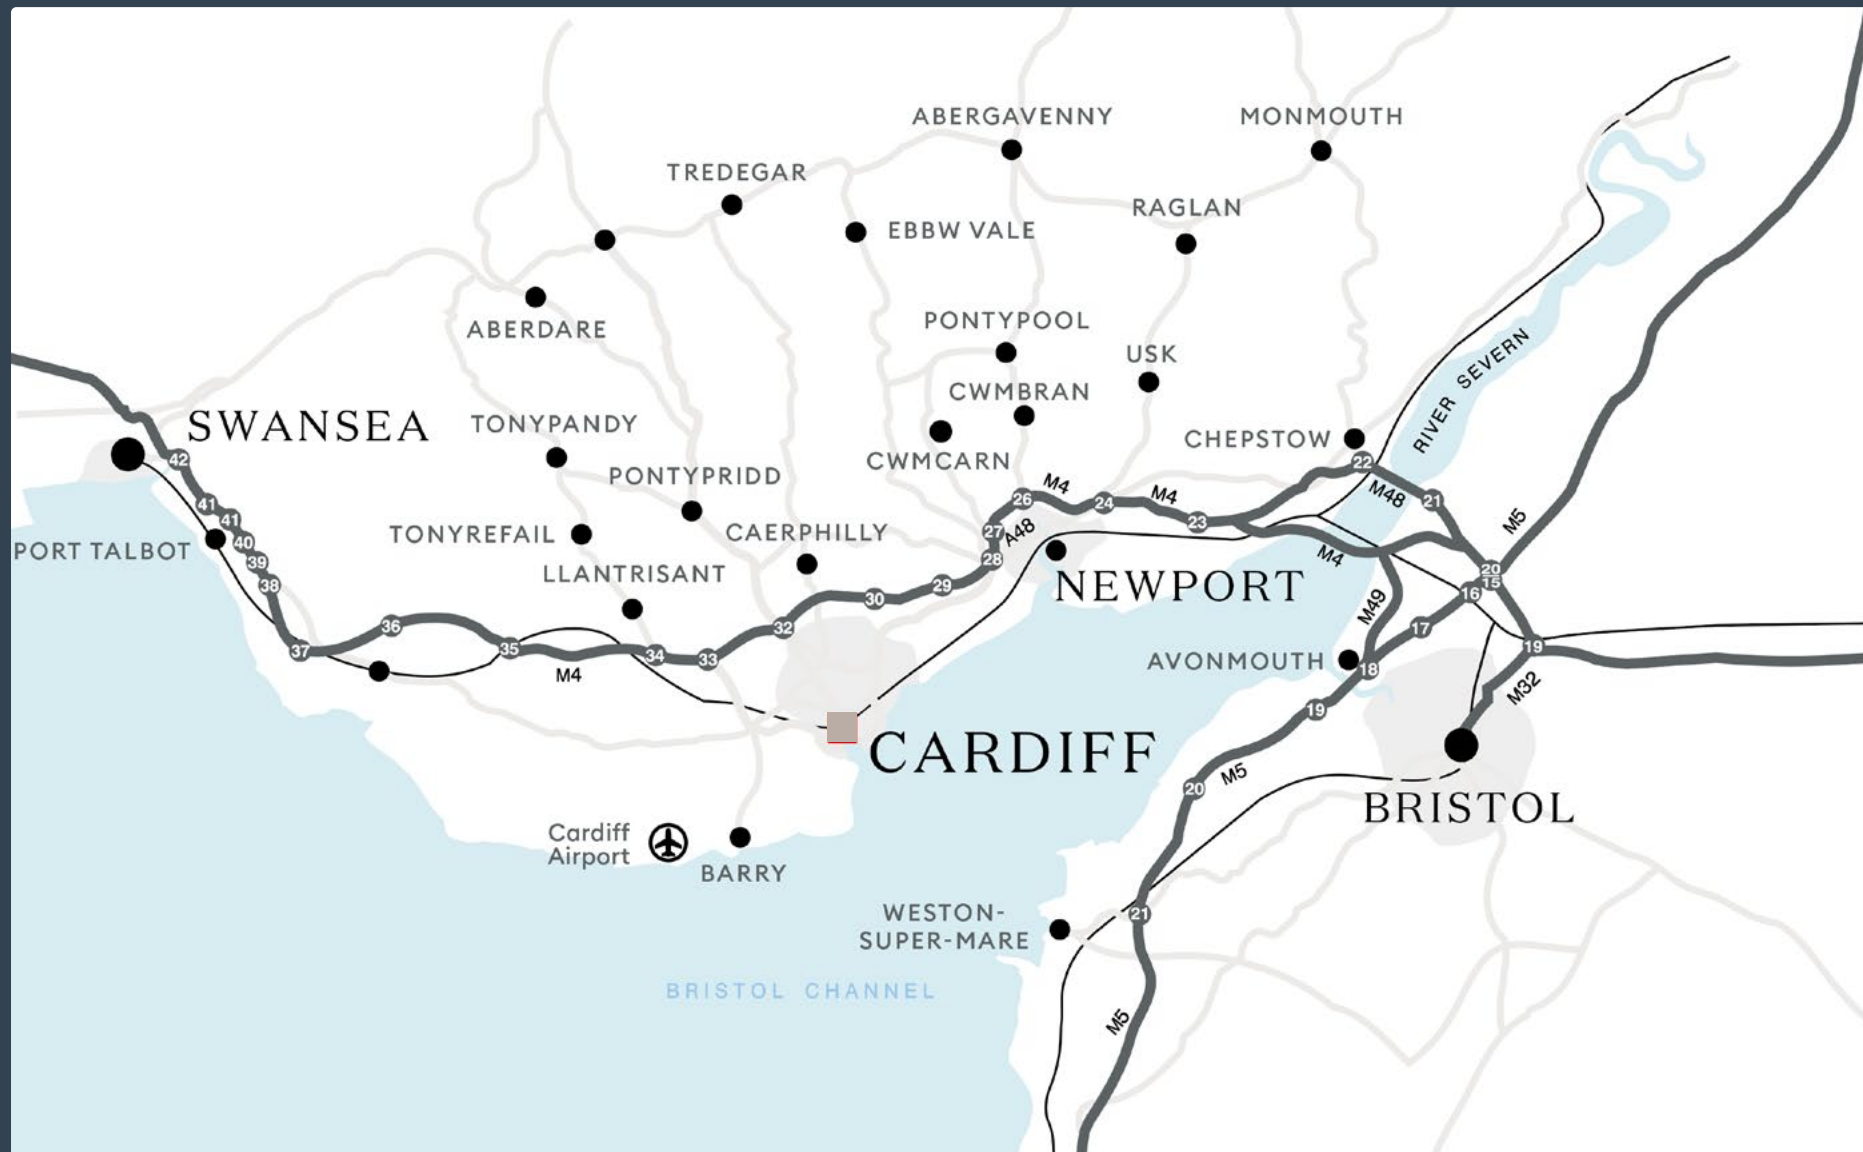 ABERGAVENNY
MONMOUTH
TREDEGAR
RAGLAN
EBBW VALE
ABERDARE
PONTYPOOL
USK
CWMBRAN
RIVER SEVERN
SWANSEA
TONYPANDY
CHEPSTOW
CWMCARN
PONTYPRIDD
42
22
M48
21
M4
26
24
M4
23
41
41
40
39
38
PORT TALBOT
TONYREFAIL
CAERPHILLY
27
A48
28
M4
M5
LLANTRISANT
NEWPORT
20
15
16
M49
17
30
29
36
32
37
35
34
33
M4
AVONMOUTH
18
19
M32
19
CARDIFF
M5
20
BRISTOL
Cardiff
Airport
BARRY
WESTON-
SUPER-MARE
21
BRISTOL CHANNEL
M5